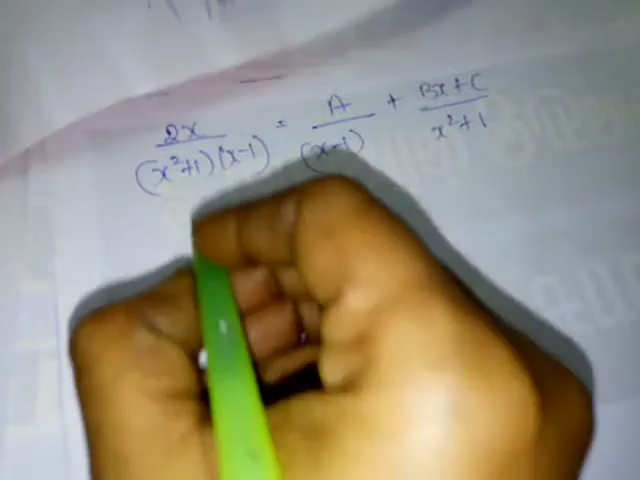 2x/(x²+1)(x-1) = A/(x-1) + Bx+C/x²+1